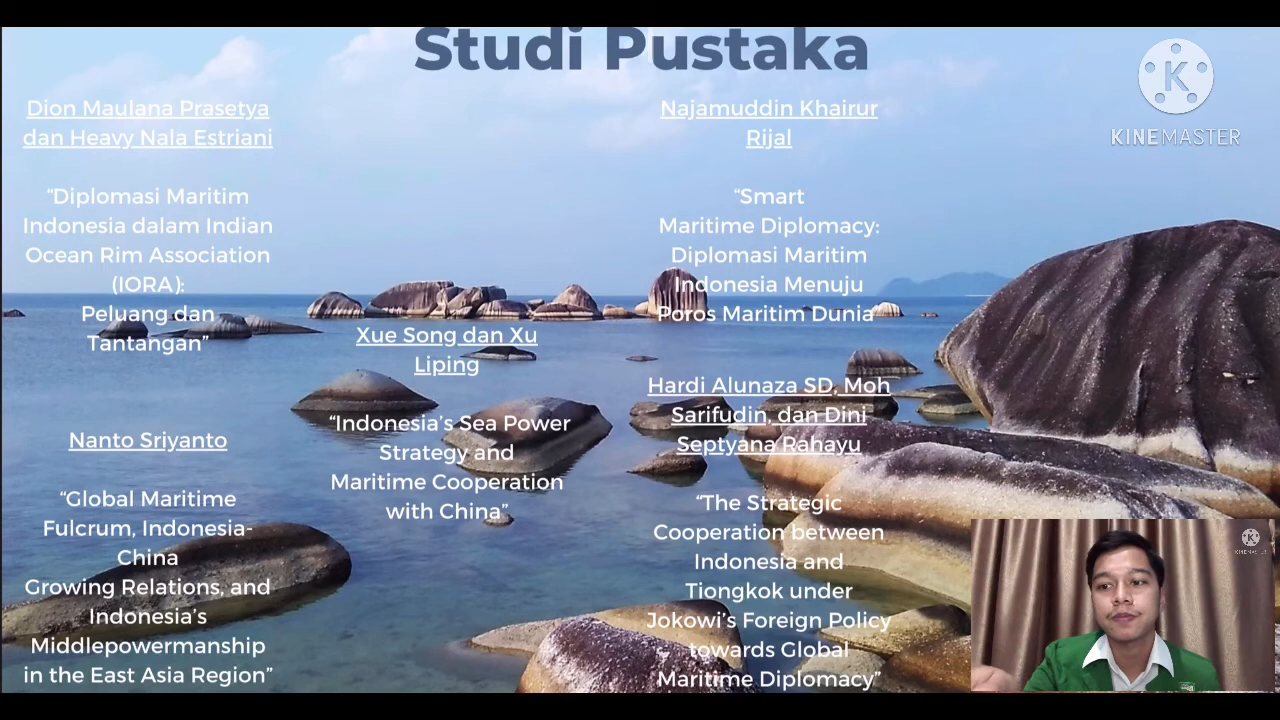 Studi Pustaka
Dion Maulana Prasetya
dan Heavy Nala Estriani
“Diplomasi Maritim
Indonesia dalam Indian
Ocean Rim Association
(IORA):
Peluang dan
Tantangan”
Nanto Sriyanto
“Global Maritime
Fulcrum, Indonesia-
China
Growing Relations, and
Indonesia’s
Middlepowermanship
in the East Asia Region”
Xue Song dan Xu
Liping
“Indonesia’s Sea Power
Strategy and
Maritime Cooperation
with China”
Najamuddin Khairur
Rijal
“Smart
Maritime Diplomacy:
Diplomasi Maritim
Indonesia Menuju
Poros Maritim Dunia”
Hardi Alunaza SD, Moh
Sarifudin, dan Dini
Septyana Rahayu
“The Strategic
Cooperation between
Indonesia and
Tiongkok under
Jokowi’s Foreign Policy
towards Global
Maritime Diplomacy”
K
KINEMASTER
K
KINEMASTER